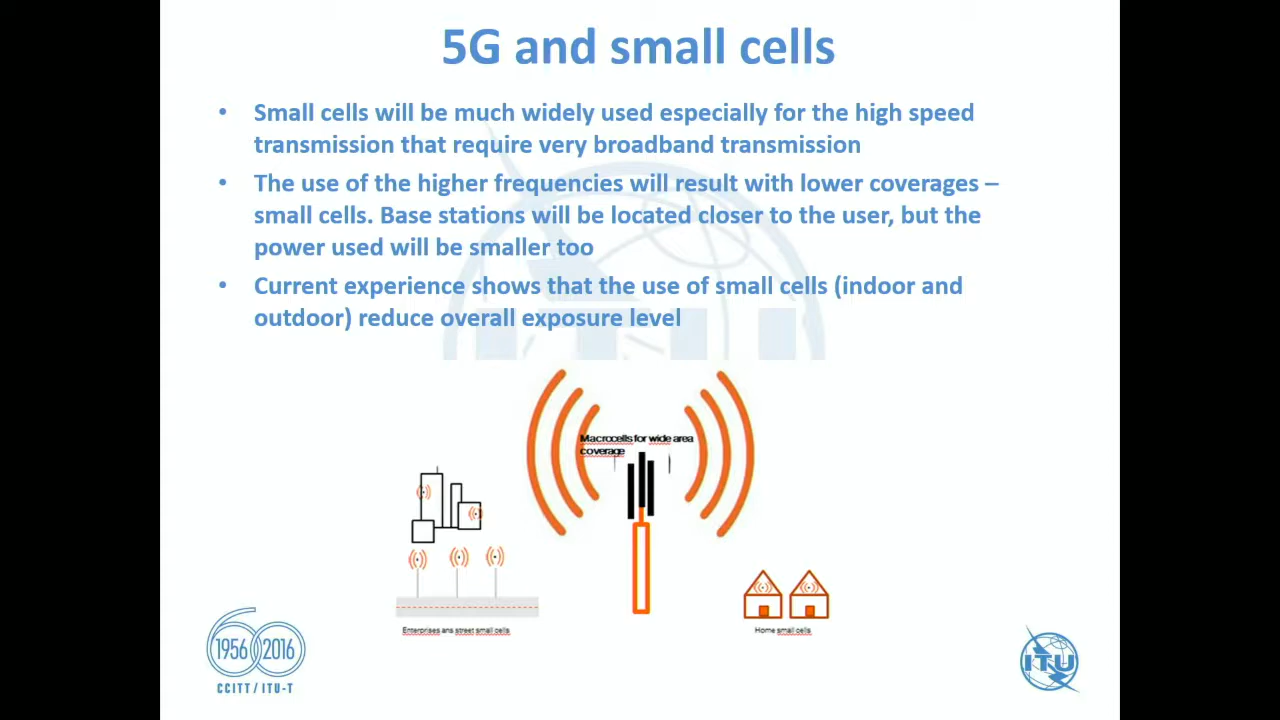 5G and small cells
• Small cells will be much widely used especially for the high speed
transmission that require very broadband transmission
• The use of the higher frequencies will result with lower coverages –
small cells. Base stations will be located closer to the user, but the
power used will be smaller too
• Current experience shows that the use of small cells (indoor and
outdoor) reduce overall exposure level
Macrocells for wide area
coverage
Enterprises ans street small cells
Home small cells
60
1956 2016
CCITT/ITU-T
ITU